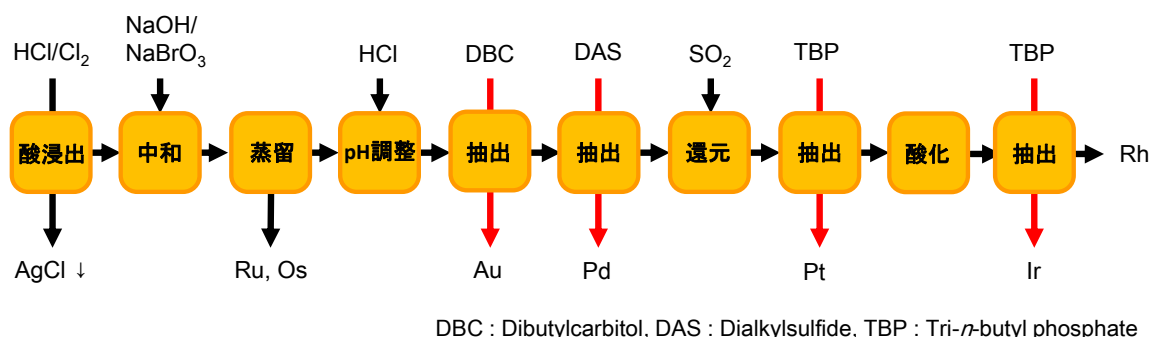 HCl/Cl₂
NaOH/
NaBrO₃
HCl
DBC
DAS
SO₂
TBP
TBP
酸浸出
中和
蒸留
pH調整
抽出
抽出
還元
抽出
酸化
抽出
Rh
AgCl ↓
Ru, Os
Au
Pd
Pt
Ir
DBC : Dibutylcarbitol, DAS : Dialkylsulfide, TBP : Tri-n-butyl phosphate